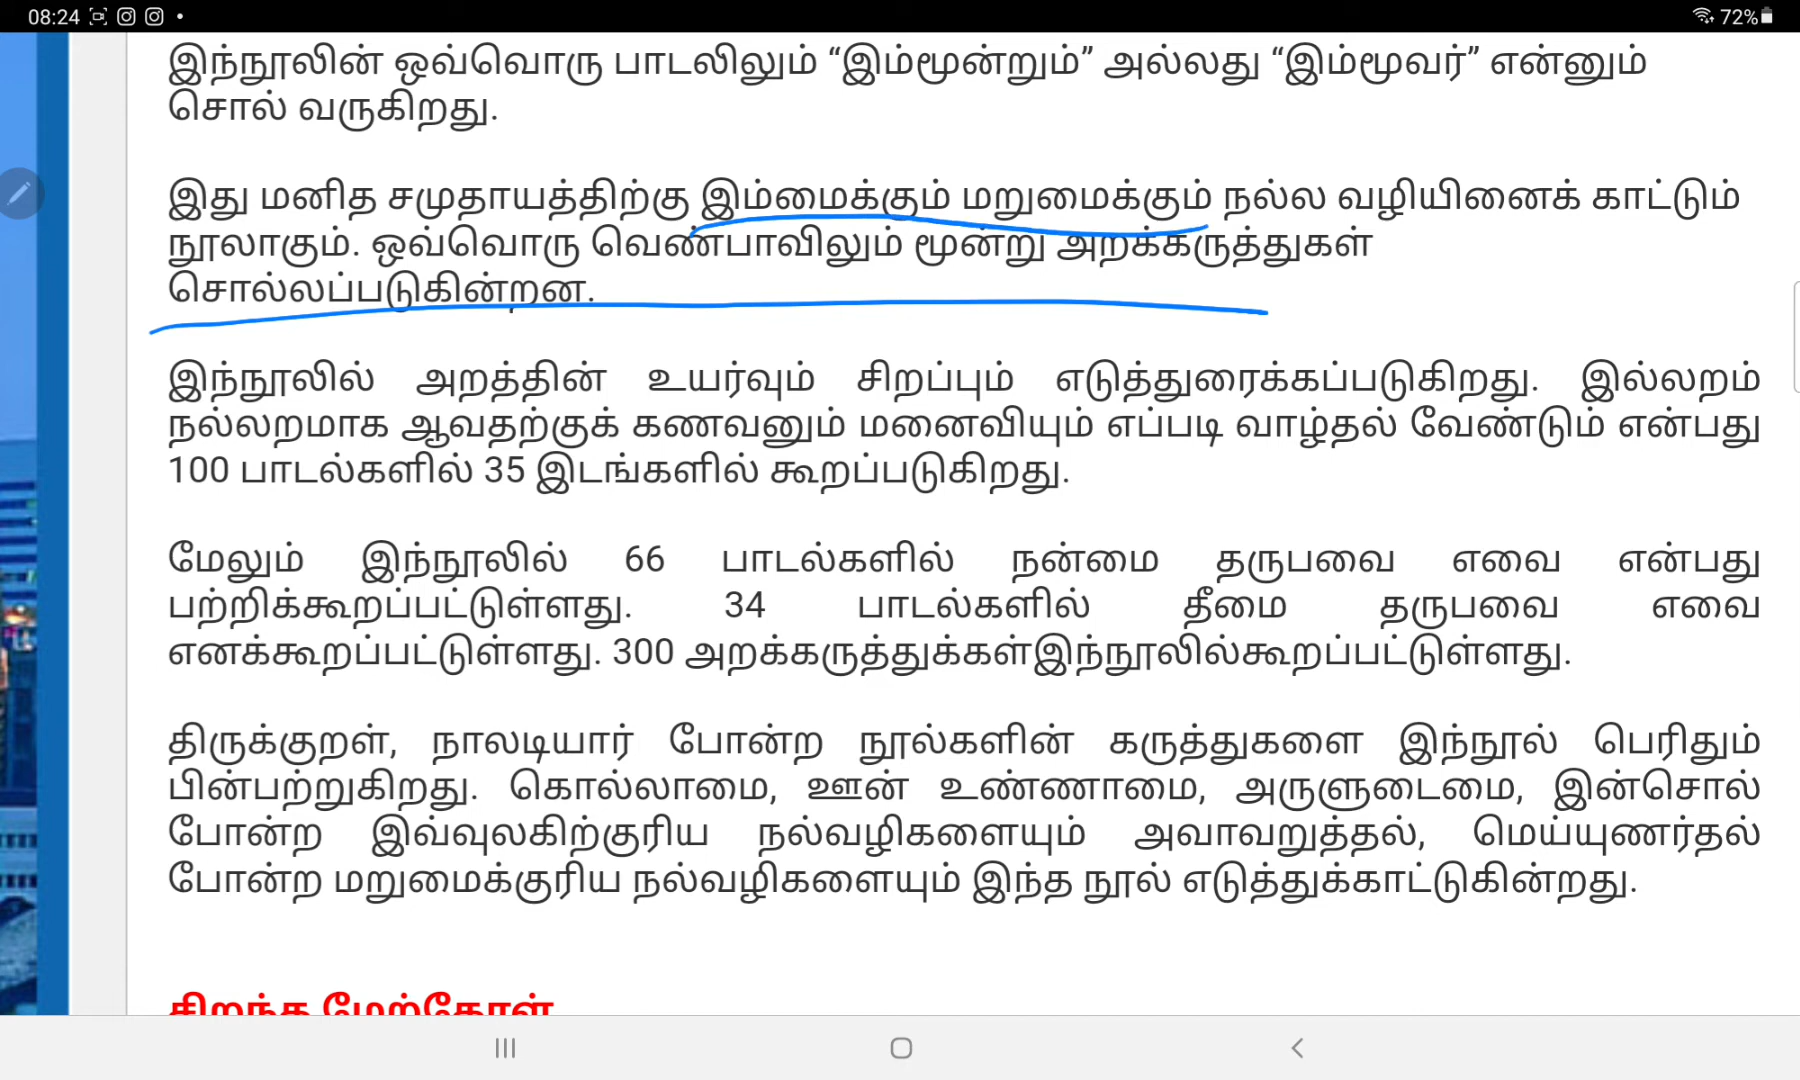 08:24
72%
இந்நூலின் ஒவ்வொரு பாடலிலும் “இம்மூன்றும்” அல்லது “இம்மூவர்” என்னும்
சொல் வருகிறது.
இது மனித சமுதாயத்திற்கு இம்மைக்கும் மறுமைக்கும் நல்ல வழியினைக் காட்டும்
நூலாகும். ஒவ்வொரு வெண்பாவிலும் மூன்று அறக்கருத்துகள்
சொல்லப்படுகின்றன.
இந்நூலில் அறத்தின் உயர்வும் சிறப்பும் எடுத்துரைக்கப்படுகிறது. இல்லறம்
நல்லறமாக ஆவதற்குக் கணவனும் மனைவியும் எப்படி வாழ்தல் வேண்டும் என்பது
100 பாடல்களில் 35 இடங்களில் கூறப்படுகிறது.
மேலும் இந்நூலில் 66 பாடல்களில் நன்மை தருபவை எவை என்பது
பற்றிக்கூறப்பட்டுள்ளது. 34 பாடல்களில் தீமை தருபவை எவை
எனக்கூறப்பட்டுள்ளது. 300 அறக்கருத்துக்கள்இந்நூலில்கூறப்பட்டுள்ளது.
திருக்குறள், நாலடியார் போன்ற நூல்களின் கருத்துகளை இந்நூல் பெரிதும்
பின்பற்றுகிறது. கொல்லாமை, ஊன் உண்ணாமை, அருளுடைமை, இன்சொல்
போன்ற இவ்வுலகிற்குரிய நல்வழிகளையும் அவாவறுத்தல், மெய்யுணர்தல்
போன்ற மறுமைக்குரிய நல்வழிகளையும் இந்த நூல் எடுத்துக்காட்டுகின்றது.
சிறந்த மேற்கோள்